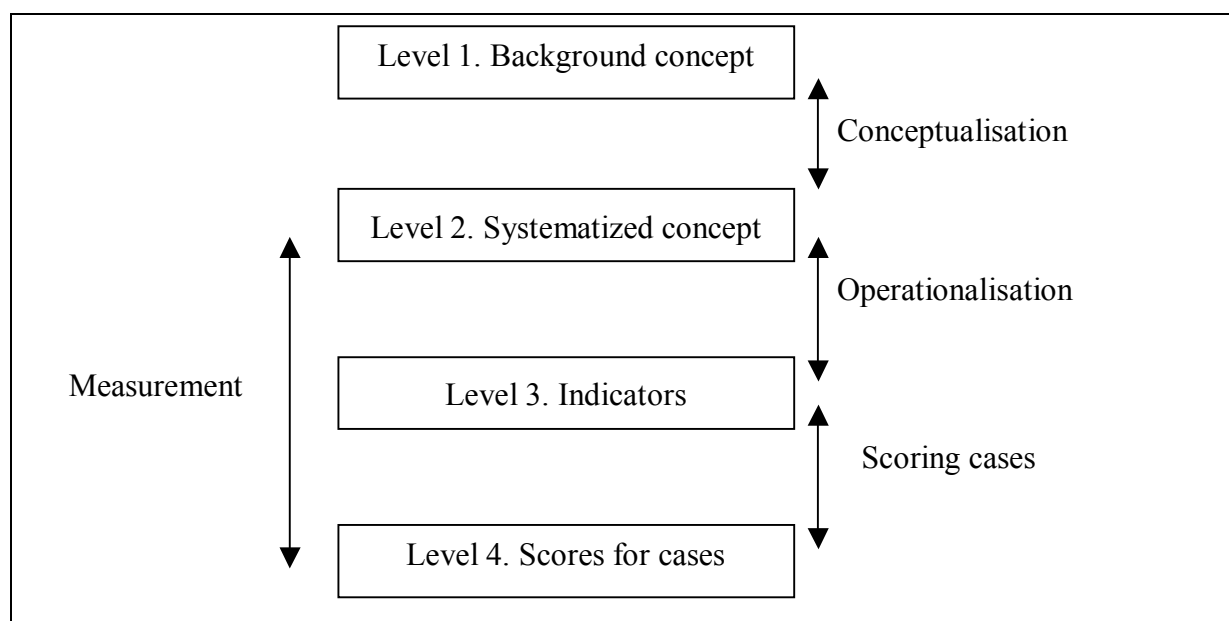 Level 1. Background concept
Conceptualisation
Level 2. Systematized concept
Operationalisation
Measurement
Level 3. Indicators
Scoring cases
Level 4. Scores for cases